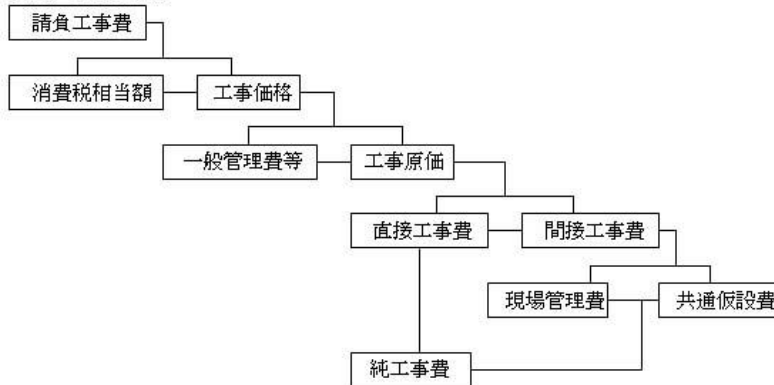 請負工事費
消費税相当額
工事価格
一般管理費等
工事原価
直接工事費
間接工事費
現場管理費
共通仮設費
純工事費